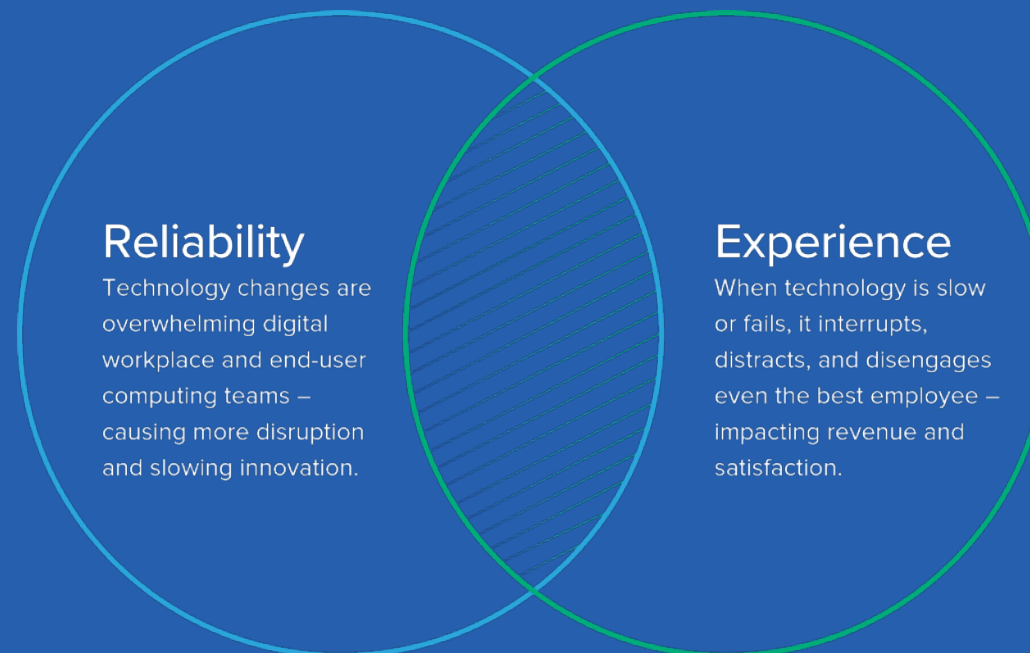 Reliability
Technology changes are
overwhelming digital
workplace and end-user
computing teams –
causing more disruption
and slowing innovation.
Experience
When technology is slow
or fails, it interrupts,
distracts, and disengages
even the best employee –
impacting revenue and
satisfaction.